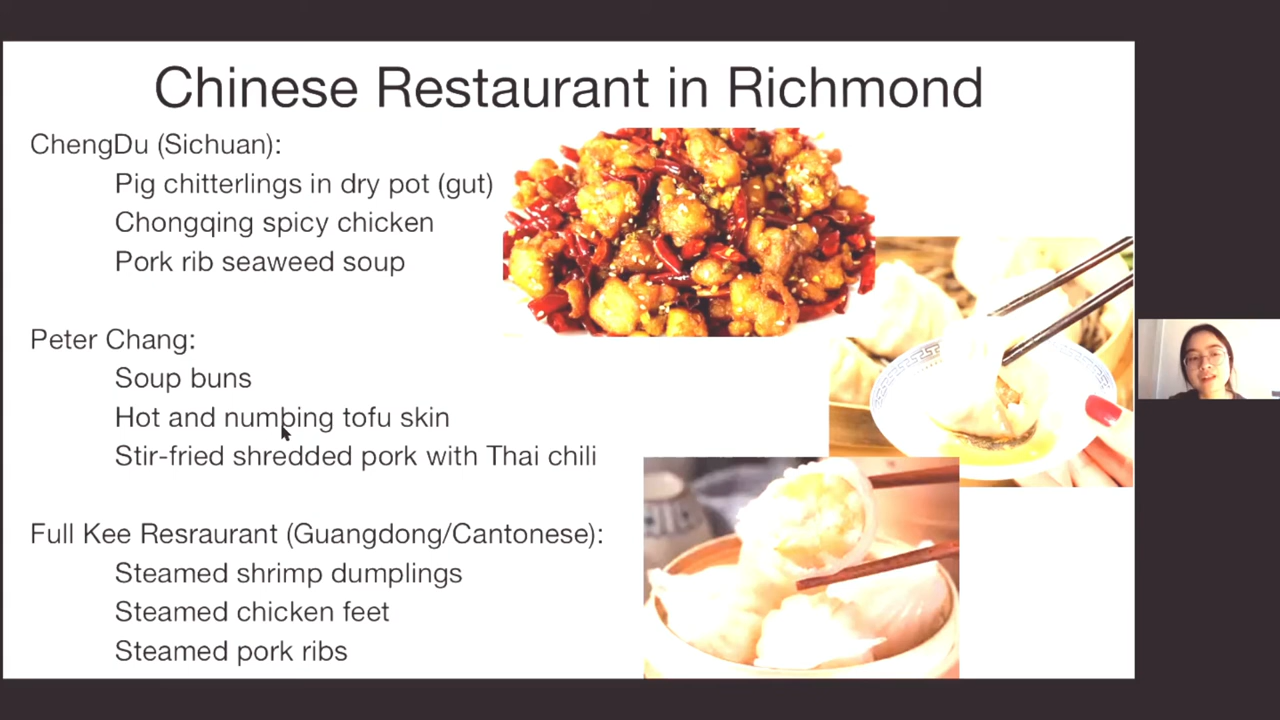 Chinese Restaurant in Richmond
ChengDu (Sichuan):
Pig chitterlings in dry pot (gut)
Chongqing spicy chicken
Pork rib seaweed soup
Peter Chang:
Soup buns
Hot and numbing tofu skin
Stir-fried shredded pork with Thai chili
Full Kee Resraurant (Guangdong/Cantonese):
Steamed shrimp dumplings
Steamed chicken feet
Steamed pork ribs